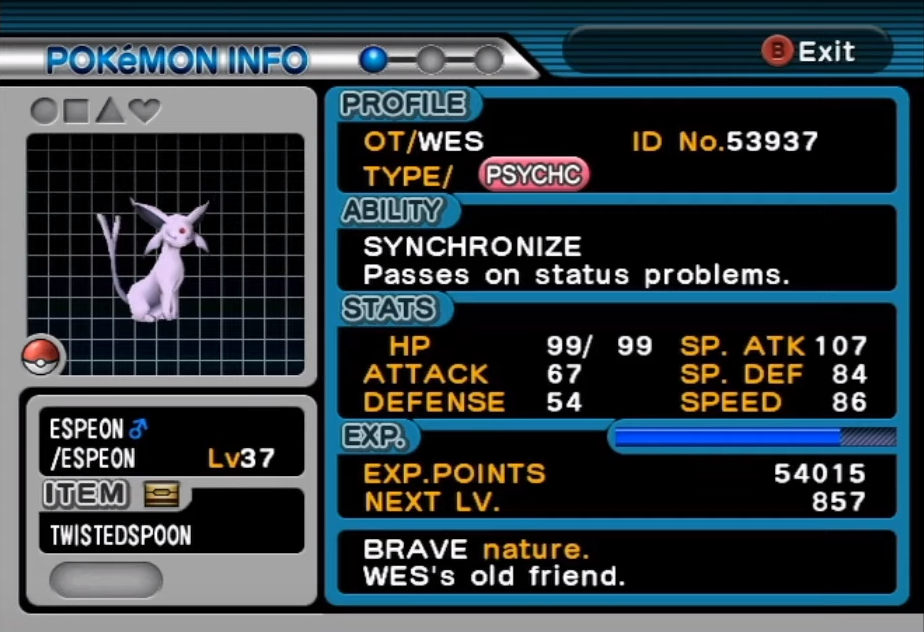 POKéMON INFO
B Exit
PROFILE
OT/WES ID No.53937
TYPE/ PSYCHC
ABILITY
SYNCHRONIZE
Passes on status problems.
STATS
HP 99/ 99 SP. ATK 107
ATTACK 67 SP. DEF 84
DEFENSE 54 SPEED 86
EXP.
EXP.POINTS 54015
NEXT LV. 857
BRAVE nature.
WES's old friend.
ESPEON♂
/ESPEON Lv37
ITEM
TWISTEDSPOON